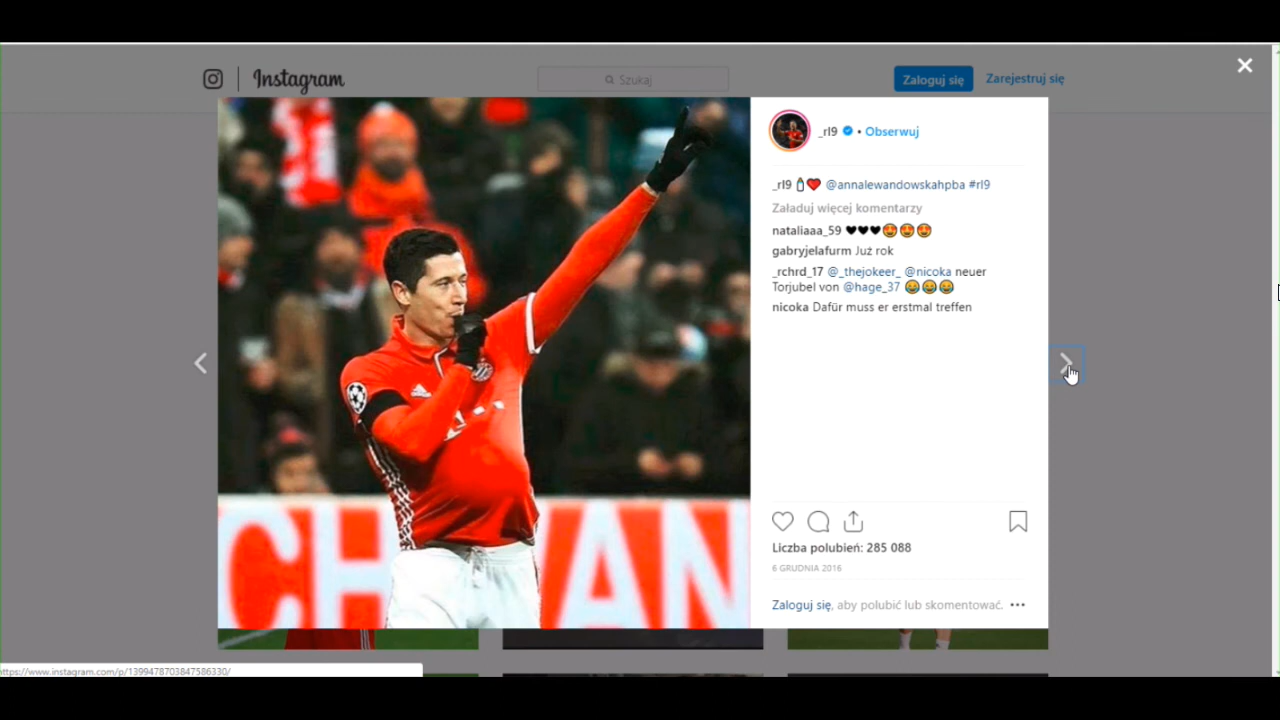 Instagram
Szukaj
Zaloguj się
Zarejestruj się
_rl9 • Obserwuj
_rl9 🍼❤️ @annalewandowskahpba #rl9
Załaduj więcej komentarzy
nataliaaa_59 ♥♥♥😍😍😍
gabryjelafurm Już rok
_rchrd_17 @_thejokeer_ @nicoka neuer
Torjubel von @hage_37 😂😂😂
nicoka Dafür muss er erstmal treffen
CH AN
Liczba polubień: 285 088
6 GRUDNIA 2016
Zaloguj się, aby polubić lub skomentować. •••
https://www.instagram.com/p/1399478703847586330/